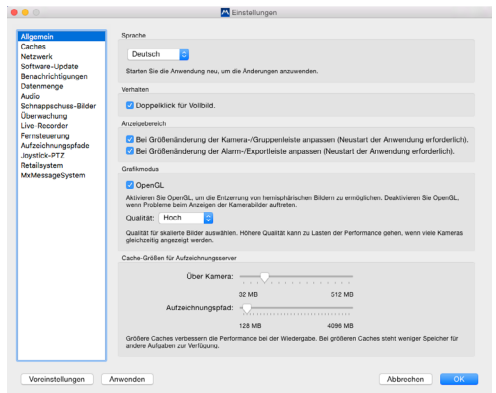 Einstellungen
Allgemein
Caches
Netzwerk
Software-Update
Benachrichtigungen
Datenmenge
Audio
Schnappschuss-Bilder
Überwachung
Live-Recorder
Fernsteuerung
Aufzeichnungspfade
Joystick-PTZ
Retailsystem
MxMessageSystem
Sprache
Deutsch
Starten Sie die Anwendung neu, um die Änderungen anzuwenden.
Verhalten
Doppelklick für Vollbild.
Anzeigebereich
Bei Größenänderung der Kamera-/Gruppenleiste anpassen (Neustart der Anwendung erforderlich).
Bei Größenänderung der Alarm-/Exportleiste anpassen (Neustart der Anwendung erforderlich).
Grafikmodus
OpenGL
Aktivieren Sie OpenGL, um die Entzerrung von hemisphärischen Bildern zu ermöglichen. Deaktivieren Sie OpenGL,
wenn Probleme beim Anzeigen der Kamerabilder auftreten.
Qualität: Hoch
Qualität für skalierte Bilder auswählen. Höhere Qualität kann zu Lasten der Performance gehen, wenn viele Kameras
gleichzeitig angezeigt werden.
Cache-Größen für Aufzeichnungsserver
Über Kamera:
32 MB 512 MB
Aufzeichnungspfad:
128 MB 4096 MB
Größere Caches verbessern die Performance bei der Wiedergabe. Bei größeren Caches steht weniger Speicher für
andere Aufgaben zur Verfügung.
Voreinstellungen Anwenden Abbrechen OK